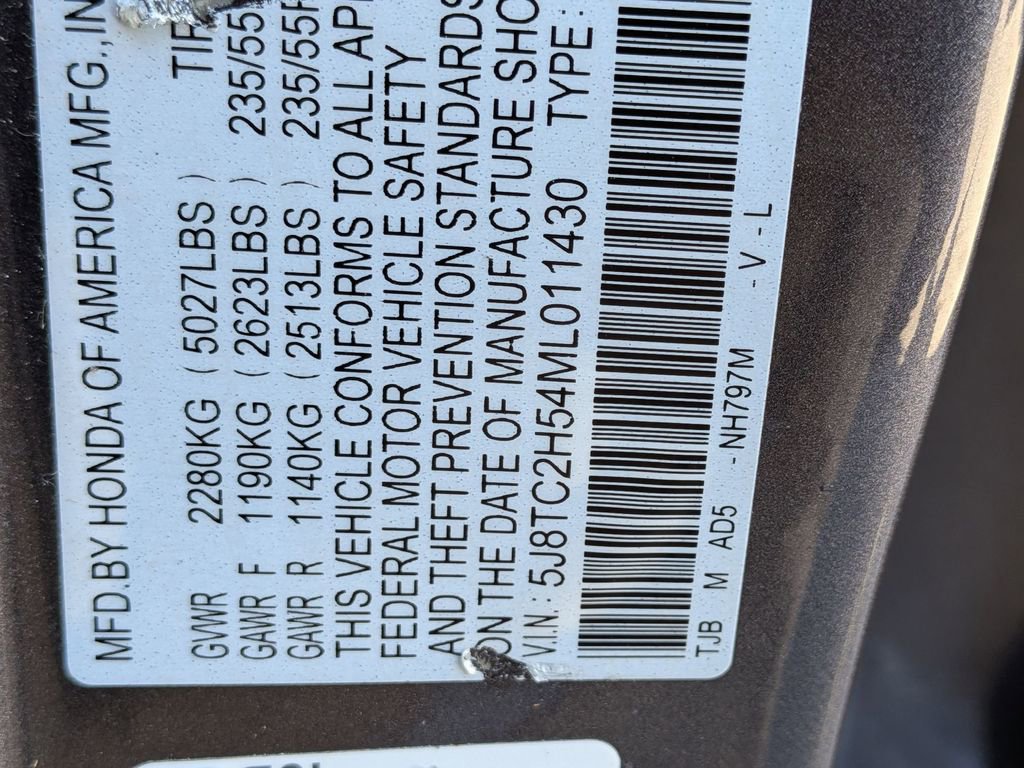 MFD.BY HONDA OF AMERICA MFG.,IN
TIR
GVWR 2280KG ( 5027LBS ) 
GAWR F 1190KG ( 2623LBS ) 235/55
GAWR R 1140KG ( 2513LBS ) 235/55R
THIS VEHICLE CONFORMS TO ALL APP
FEDERAL MOTOR VEHICLE SAFETY
AND THEFT PREVENTION STANDARDS
ON THE DATE OF MANUFACTURE SHO
V.I.N.: 5J8TC2H54ML011430 TYPE:
TJB M AD5 -NH797M -V-L